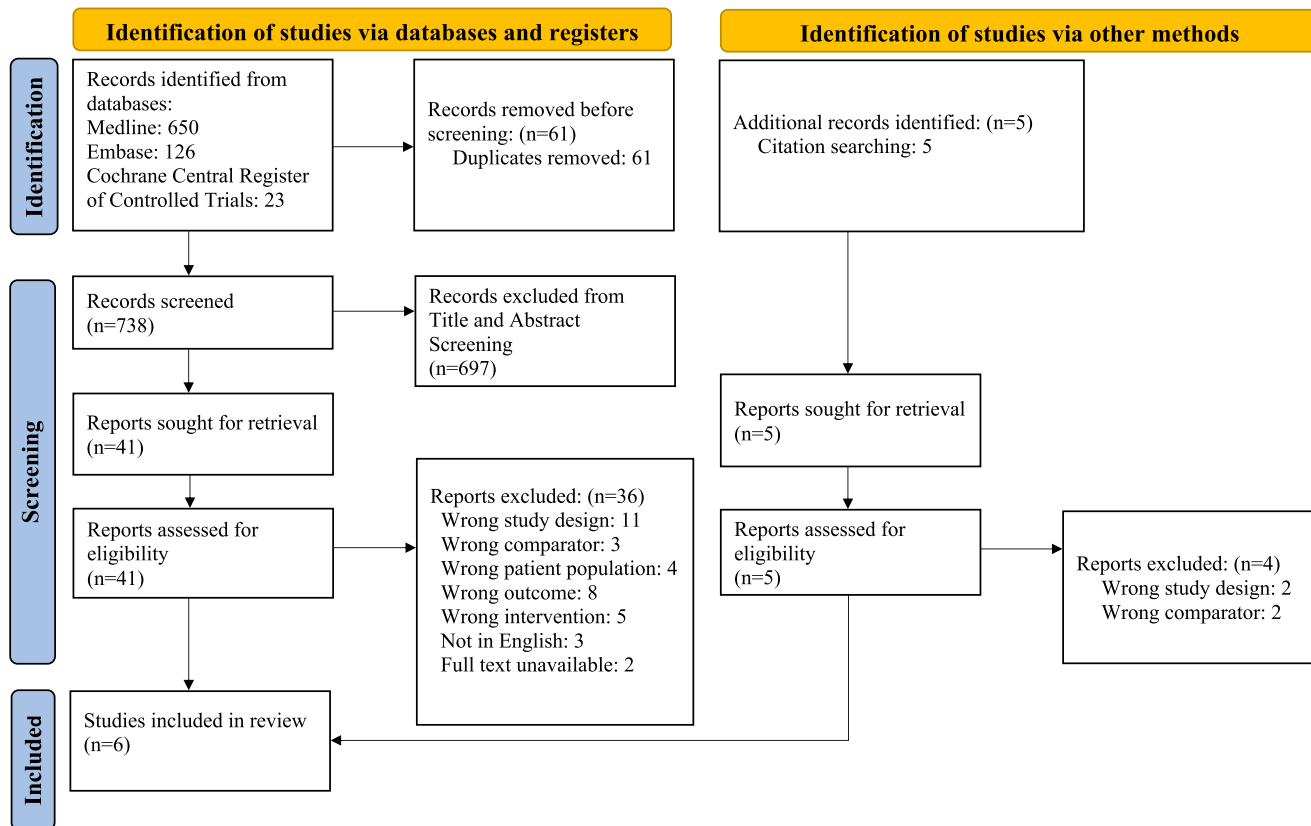 Identification of studies via databases and registers
Identification of studies via other methods
Identification
Records identified from
databases:
Medline: 650
Embase: 126
Cochrane Central Register
of Controlled Trials: 23
Records removed before
screening: (n=61)
Duplicates removed: 61
Additional records identified: (n=5)
Citation searching: 5
Screening
Records screened
(n=738)
Records excluded from
Title and Abstract
Screening
(n=697)
Reports sought for retrieval
(n=41)
Reports sought for retrieval
(n=5)
Reports assessed for
eligibility
(n=41)
Reports excluded: (n=36)
Wrong study design: 11
Wrong comparator: 3
Wrong patient population: 4
Wrong outcome: 8
Wrong intervention: 5
Not in English: 3
Full text unavailable: 2
Reports assessed for
eligibility
(n=5)
Reports excluded: (n=4)
Wrong study design: 2
Wrong comparator: 2
Included
Studies included in review
(n=6)